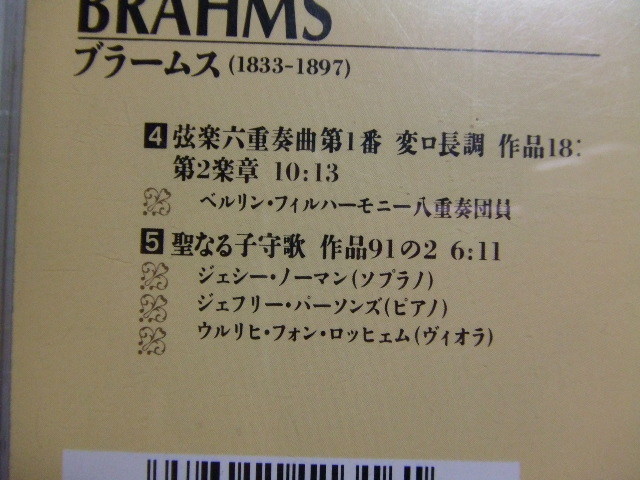 BRAHMS
ブラームス (1833-1897)
4 弦楽六重奏曲第1番 変ロ長調 作品18:
第2楽章 10:13
ベルリン・フィルハーモニー八重奏団員
5 聖なる子守歌 作品91の2 6:11
ジェシー・ノーマン(ソプラノ)
ジェフリー・パーソンズ(ピアノ)
ウルリヒ・フォン・ロッヒェム(ヴィオラ)